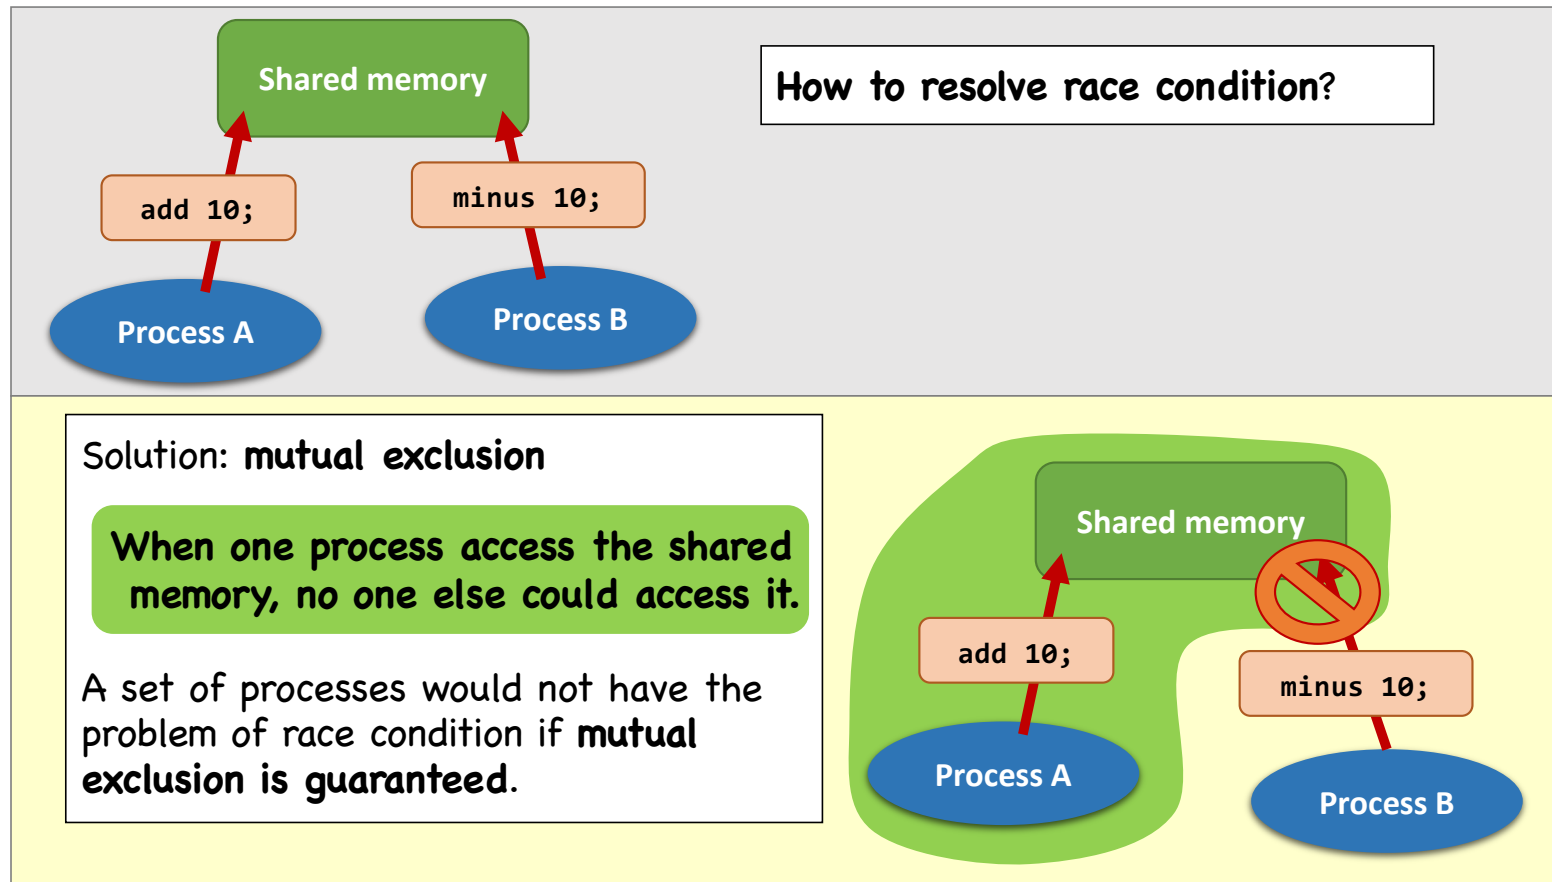 Shared memory
How to resolve race condition?
add 10;
minus 10;
Process A
Process B
Solution: mutual exclusion
When one process access the shared
memory, no one else could access it.
A set of processes would not have the
problem of race condition if mutual
exclusion is guaranteed.
Shared memory
add 10;
minus 10;
Process A
Process B